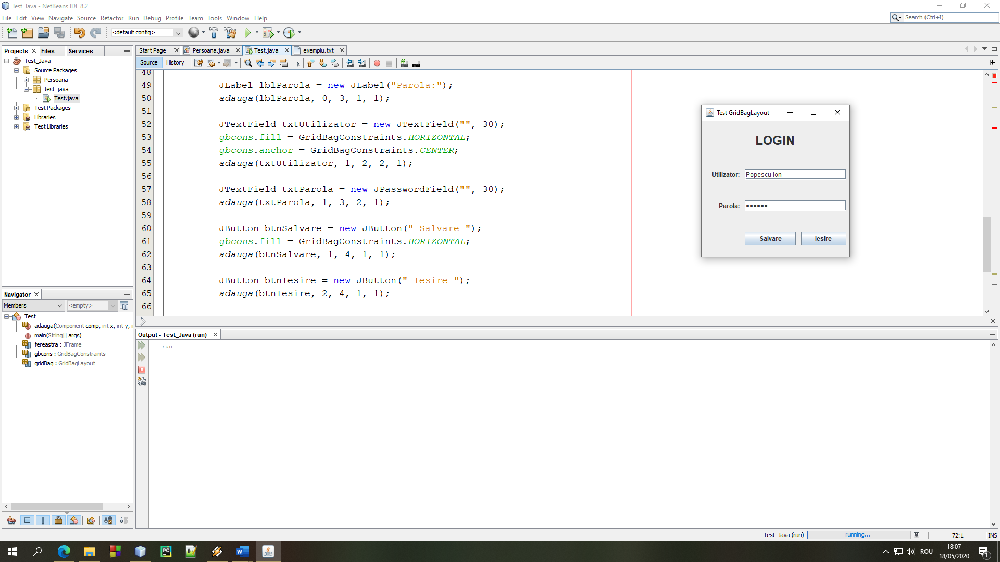 Test_Java - NetBeans IDE 8.2
File Edit View Navigate Source Refactor Run Debug Profile Team Tools Window Help
Search (Ctrl+I)
<default config>
Projects Files Services
Test_Java
Source Packages
Persoana
test_java
Test.java
Test Packages
Libraries
Test Libraries
Start Page Persoana.java Test.java exemplu.txt
Source History
48
49 JLabel lblParola = new JLabel("Parola:");
50 adauga(lblParola, 0, 3, 1, 1);
51
52 JTextField txtUtilizator = new JTextField("", 30);
53 gbcons.fill = GridBagConstraints.HORIZONTAL;
54 gbcons.anchor = GridBagConstraints.CENTER;
55 adauga(txtUtilizator, 1, 2, 2, 1);
56
57 JTextField txtParola = new JPasswordField("", 30);
58 adauga(txtParola, 1, 3, 2, 1);
59
60 JButton btnSalvare = new JButton(" Salvare ");
61 gbcons.fill = GridBagConstraints.HORIZONTAL;
62 adauga(btnSalvare, 1, 4, 1, 1);
63
64 JButton btnIesire = new JButton(" Iesire ");
65 adauga(btnIesire, 2, 4, 1, 1);
66
Test GridBagLayout
LOGIN
Utilizator: Popescu Ion
Parola: ••••••
Salvare Iesire
Navigator
Members <empty>
Test
adauga(Component comp, int x, int y, i
main(String[] args)
fereastra : JFrame
gbcons : GridBagConstraints
gridBag : GridBagLayout
Output - Test_Java (run)
run:
Test_Java (run) running... 72:1 INS
ROU
18:07
18/05/2020
1